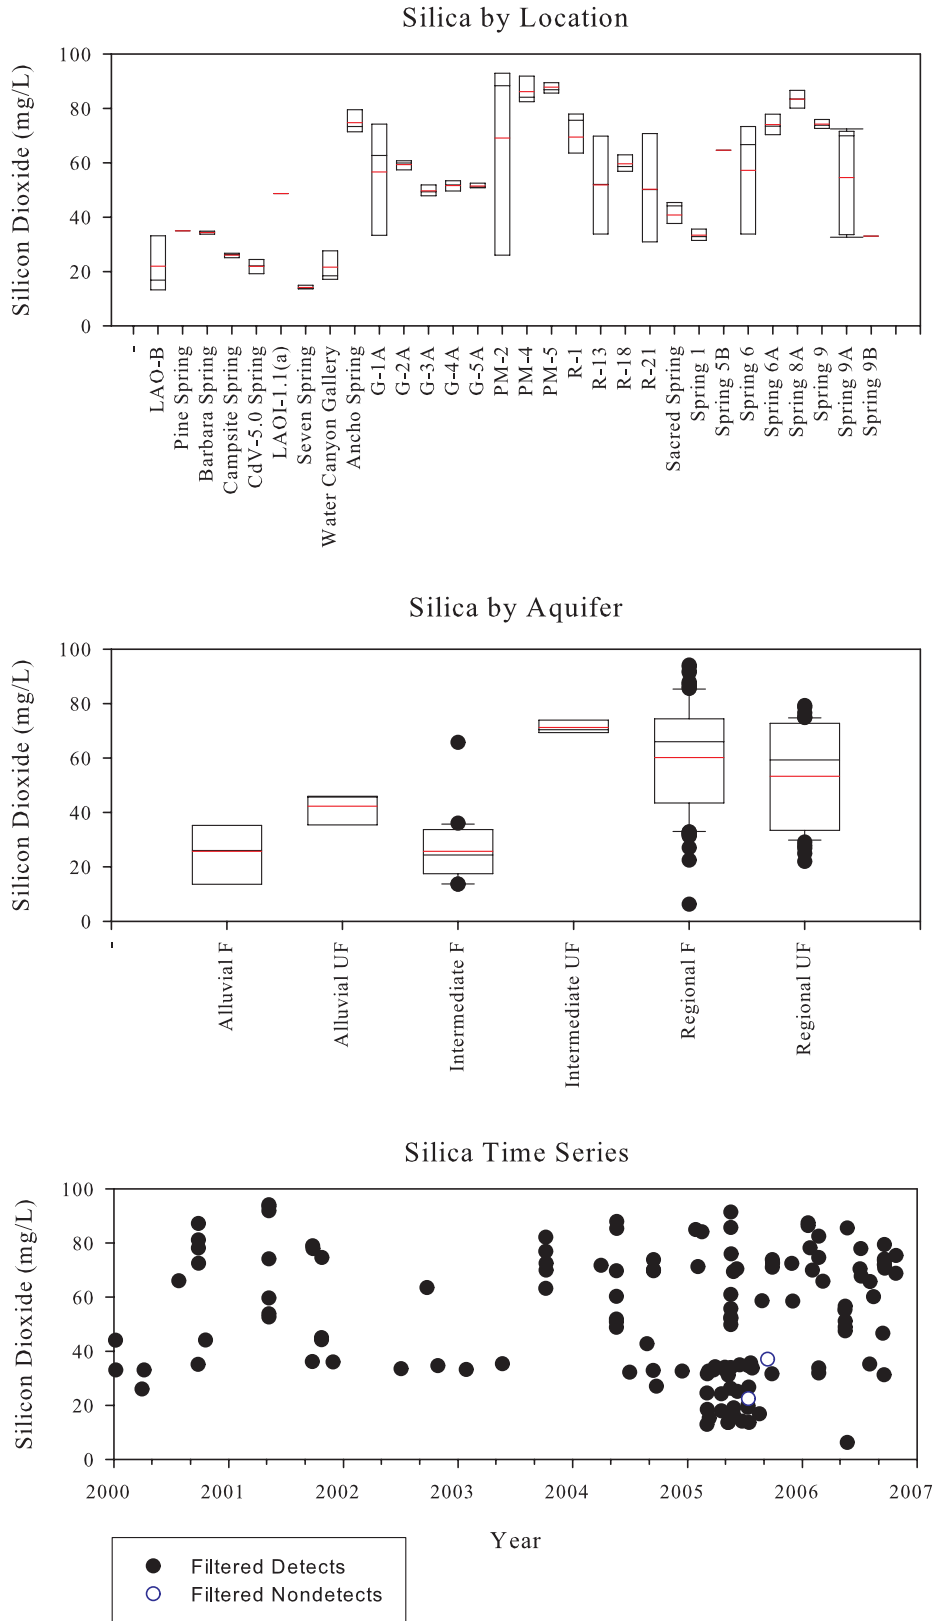 Silica by Location
Silicon Dioxide (mg/L)
100
80
60
40
20
0
-
LAO-B
Pine Spring
Barbara Spring
Campsite Spring
CdV-5.0 Spring
LAOI-1.1(a)
Seven Spring
Water Canyon Gallery
Ancho Spring
G-1A
G-2A
G-3A
G-4A
G-5A
PM-2
PM-4
PM-5
R-1
R-13
R-18
R-21
Sacred Spring
Spring 1
Spring 5B
Spring 6
Spring 6A
Spring 8A
Spring 9
Spring 9A
Spring 9B
Silica by Aquifer
Silicon Dioxide (mg/L)
100
80
60
40
20
0
-
Alluvial F
Alluvial UF
Intermediate F
Intermediate UF
Regional F
Regional UF
Silica Time Series
Silicon Dioxide (mg/L)
100
80
60
40
20
0
2000 2001 2002 2003 2004 2005 2006 2007
Year
Filtered Detects
Filtered Nondetects